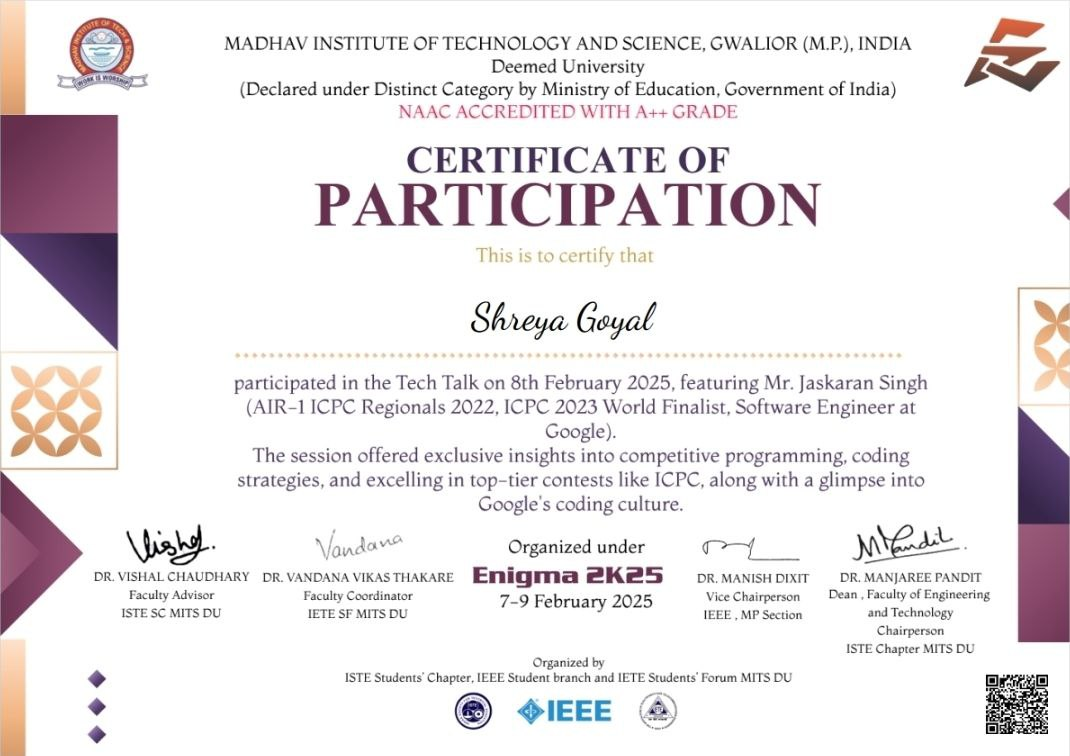 MADHAV INSTITUTE OF TECHNOLOGY AND SCIENCE, GWALIOR (M.P.), INDIA
Deemed University
(Declared under Distinct Category by Ministry of Education, Government of India)
NAAC ACCREDITED WITH A++ GRADE
MADHAV INSTITUTE OF TECH & SCIENCE
WORK IS WORSHIP
CERTIFICATE OF
PARTICIPATION
This is to certify that
Shreya Goyal
participated in the Tech Talk on 8th February 2025, featuring Mr. Jaskaran Singh
(AIR-1 ICPC Regionals 2022, ICPC 2023 World Finalist, Software Engineer at
Google).
The session offered exclusive insights into competitive programming, coding
strategies, and excelling in top-tier contests like ICPC, along with a glimpse into
Google's coding culture.
Vishal.
DR. VISHAL CHAUDHARY
Faculty Advisor
ISTE SC MITS DU
Vandana
DR. VANDANA VIKAS THAKARE
Faculty Coordinator
IETE SF MITS DU
Organized under
Enigma 2K25
7-9 February 2025
DR. MANISH DIXIT
Vice Chairperson
IEEE , MP Section
MPandit.
DR. MANJAREE PANDIT
Dean , Faculty of Engineering
and Technology
Chairperson
ISTE Chapter MITS DU
Organized by
ISTE Students' Chapter, IEEE Student branch and IETE Students' Forum MITS DU
IEEE